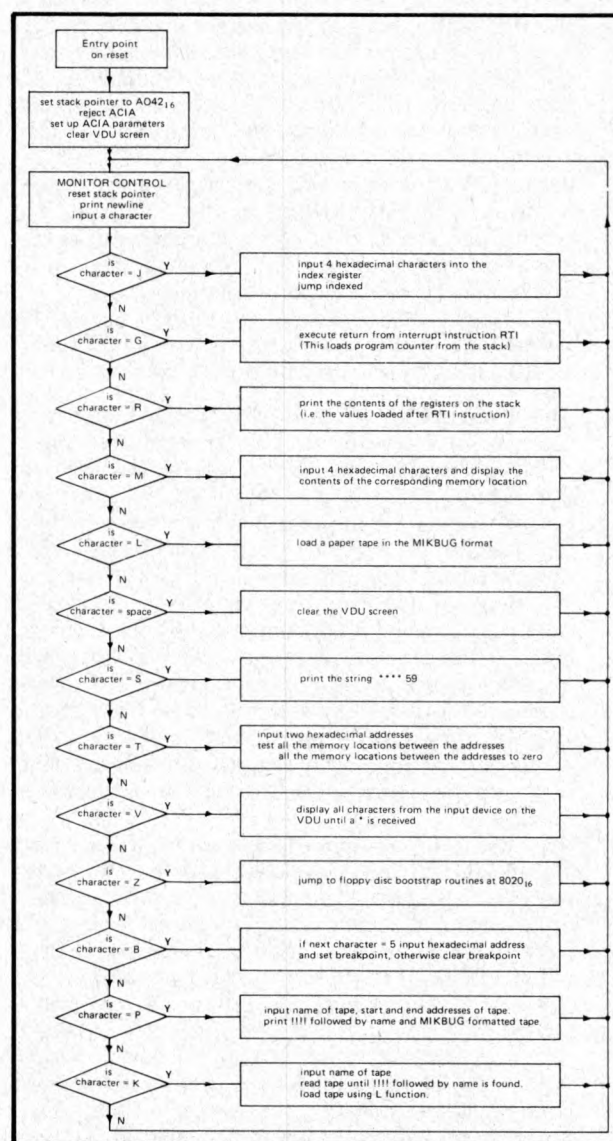 Entry point
on reset
set stack pointer to A042₁₆
reject ACIA
set up ACIA parameters
clear VDU screen
MONITOR CONTROL
reset stack pointer
print newline
input a character
is
character = J
Y
N
input 4 hexadecimal characters into the
index register
jump indexed
is
character = G
Y
N
execute return from interrupt instruction RTI
(This loads program counter from the stack)
is
character = R
Y
N
print the contents of the registers on the stack
(i.e. the values loaded after RTI instruction)
is
character = M
Y
N
input 4 hexadecimal characters and display the
contents of the corresponding memory location
is
character = L
Y
N
load a paper tape in the MIKBUG format
is
character = space
Y
N
clear the VDU screen
is
character = S
Y
N
print the string **** 59
is
character = T
Y
N
input two hexadecimal addresses
test all the memory locations between the addresses
all the memory locations between the addresses to zero
is
character = V
Y
N
display all characters from the input device on the
VDU until a * is received
is
character = Z
Y
N
jump to floppy disc bootstrap routines at 8020₁₆
is
character = B
Y
N
if next character = 5 input hexadecimal address
and set breakpoint, otherwise clear breakpoint
is
character = P
Y
N
input name of tape, start and end addresses of tape.
print !!!! followed by name and MIKBUG formatted tape
is
character = K
Y
N
input name of tape
read tape until !!!! followed by name is found.
load tape using L function.